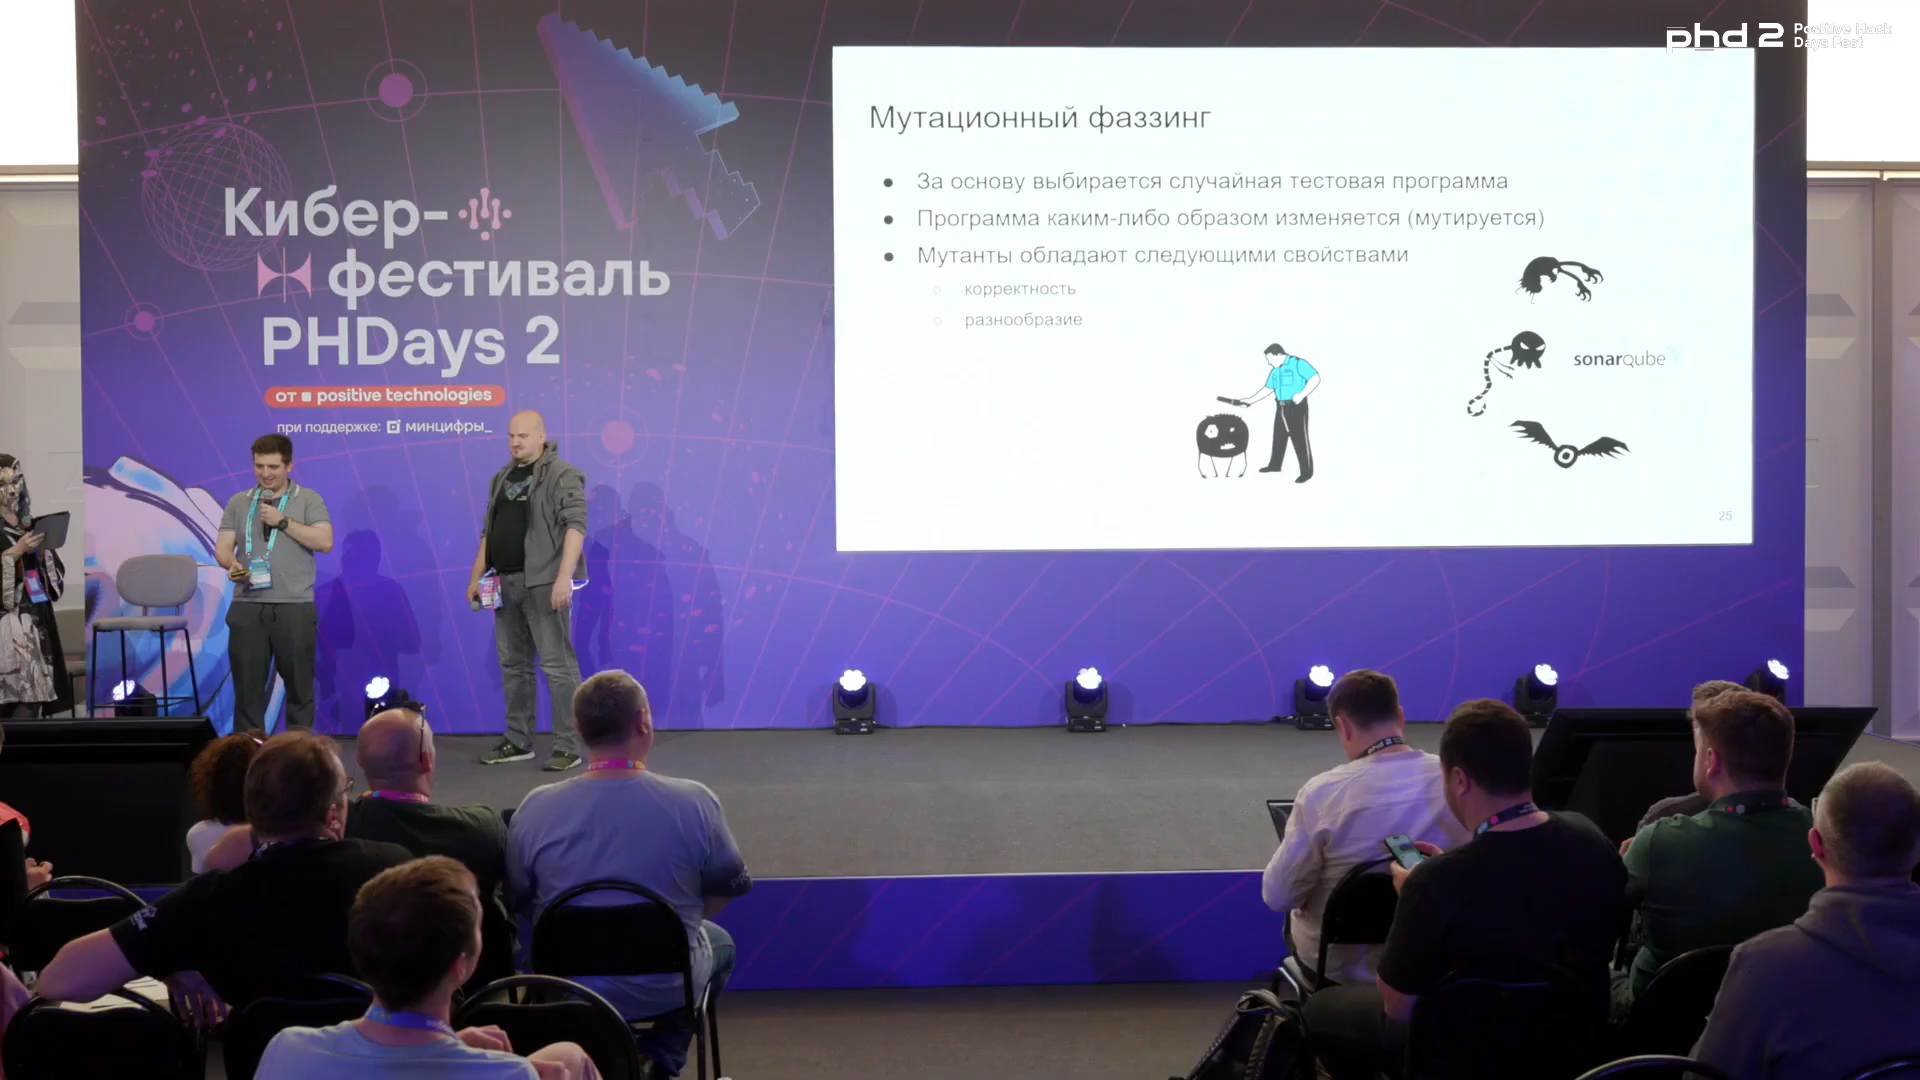 phd 2 Positive Hack
Days Fest
Кибер-
фестиваль
PHDays 2
от positive technologies
при поддержке: минцифры_
Мутационный фаззинг
За основу выбирается случайная тестовая программа
Программа каким-либо образом изменяется (мутируется)
Мутанты обладают следующими свойствами
корректность
разнообразие
sonarqube
25